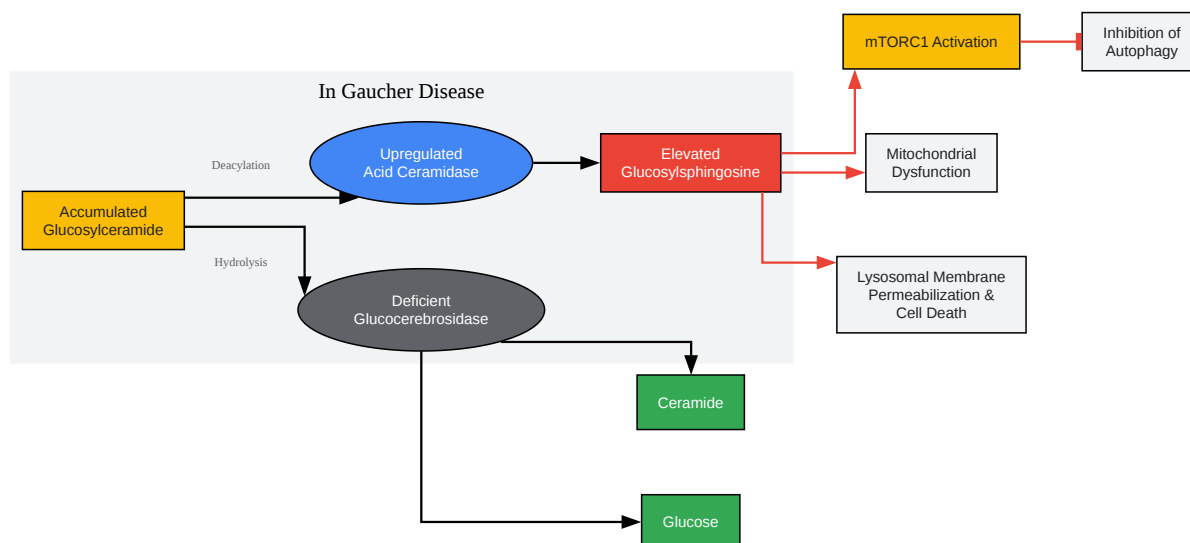 mTORC1 Activation
Inhibition of
Autophagy
In Gaucher Disease
Deacylation
Upregulated
Acid Ceramidase
Elevated
Glucosylsphingosine
Mitochondrial
Dysfunction
Accumulated
Glucosylceramide
Hydrolysis
Deficient
Glucocerebrosidase
Lysosomal Membrane
Permeabilization &
Cell Death
Ceramide
Glucose